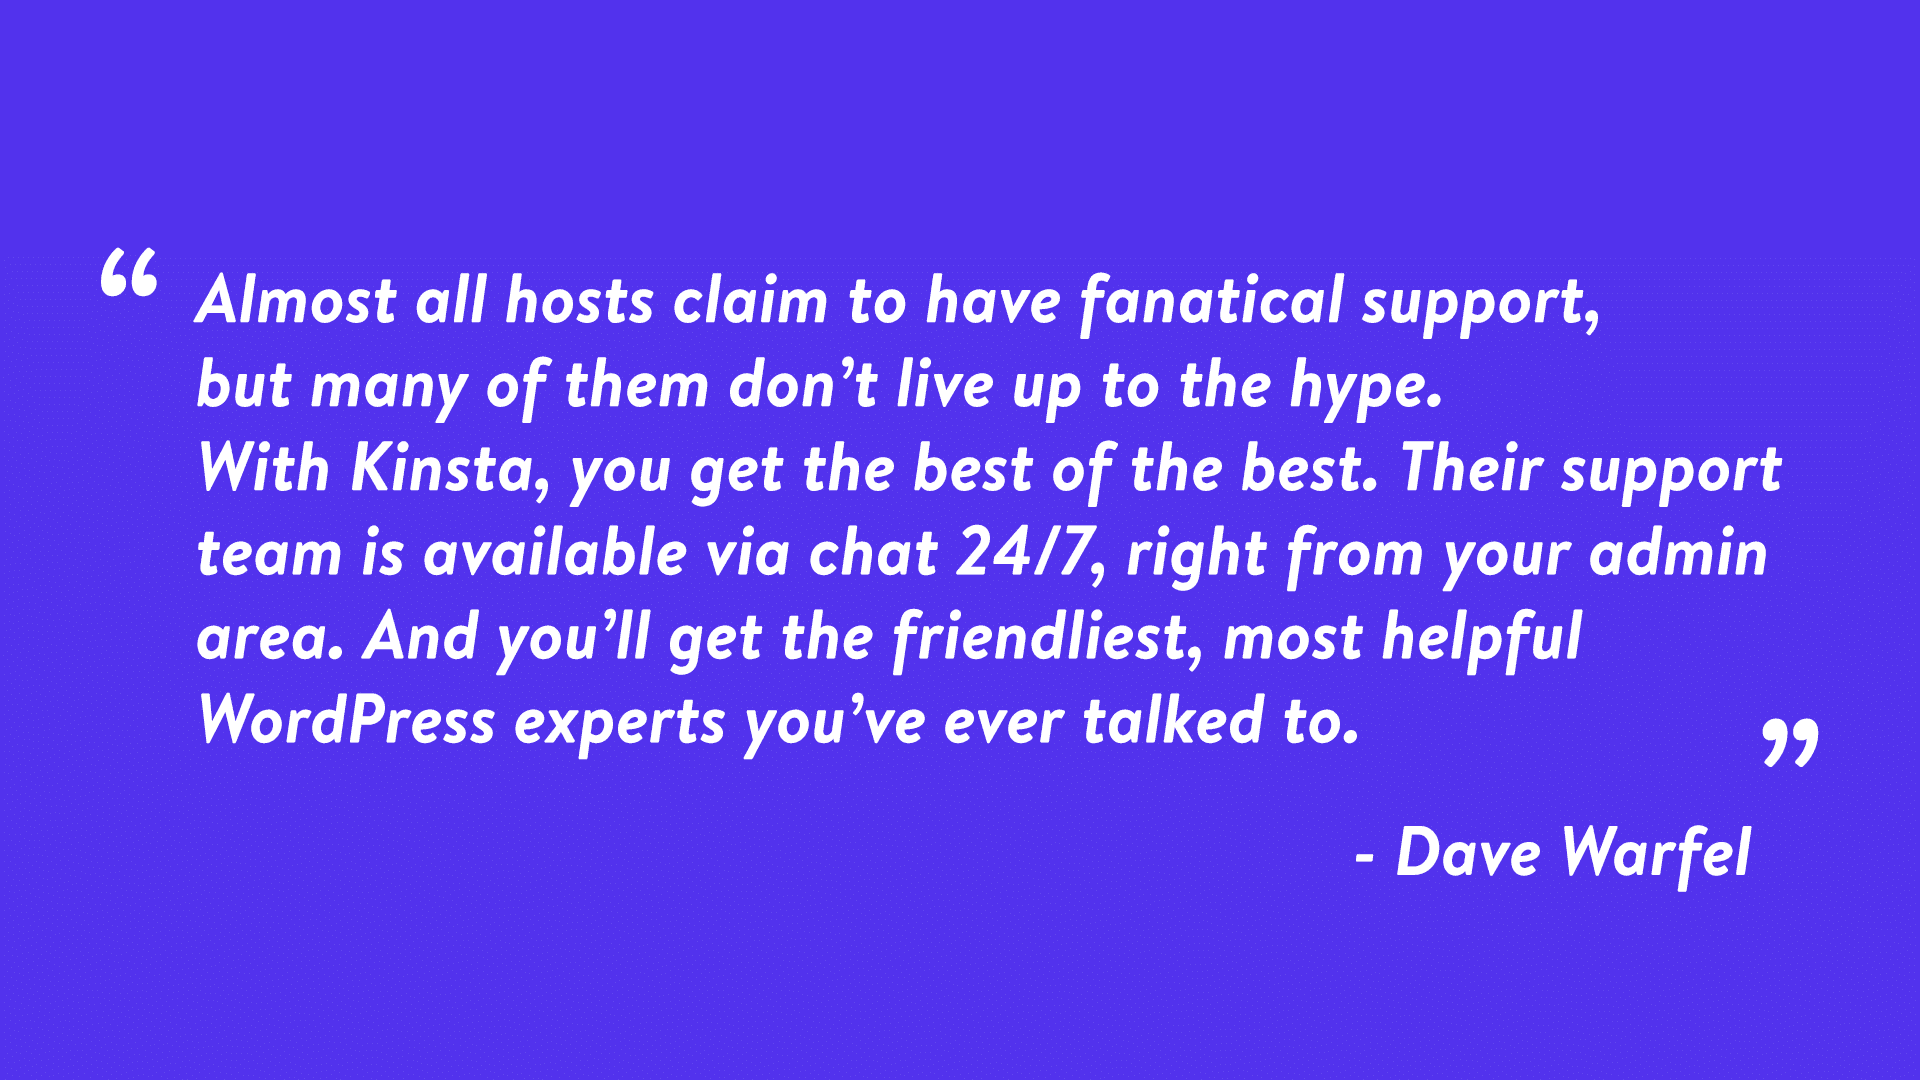 “ Almost all hosts claim to have fanatical support,
but many of them don’t live up to the hype.
With Kinsta, you get the best of the best. Their support
team is available via chat 24/7, right from your admin
area. And you’ll get the friendliest, most helpful
WordPress experts you’ve ever talked to. ”
- Dave Warfel